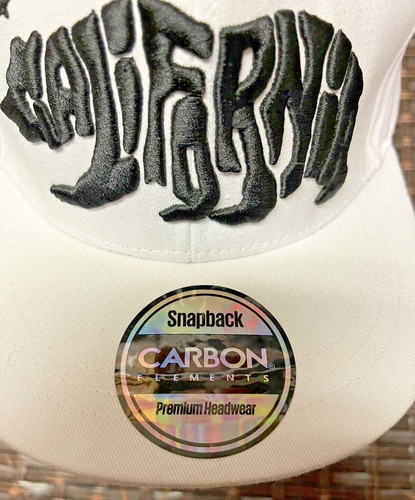 CALIFORNIA
Snapback
CARBON®
ELEMENTS
Premium Headwear